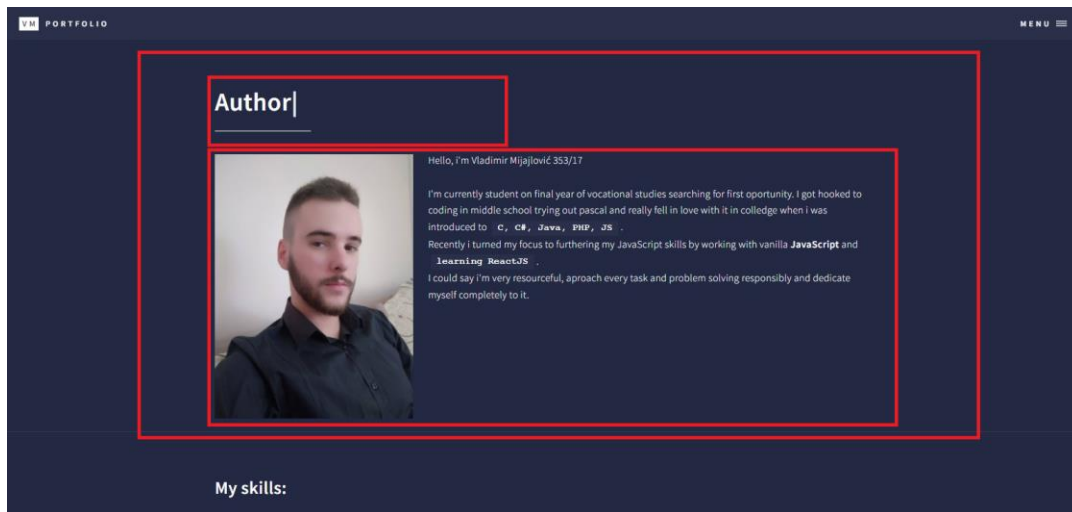 VM PORTFOLIO
MENU
Author|
Hello, i'm Vladimir Mijajlović 353/17
I'm currently student on final year of vocational studies searching for first oportunity. I got hooked to
coding in middle school trying out pascal and really fell in love with it in colledge when i was
introduced to C, C#, Java, PHP, JS .
Recently i turned my focus to furthering my JavaScript skills by working with vanilla JavaScript and
learning ReactJS .
I could say i'm very resourceful, aproach every task and problem solving responsibly and dedicate
myself completely to it.
My skills: